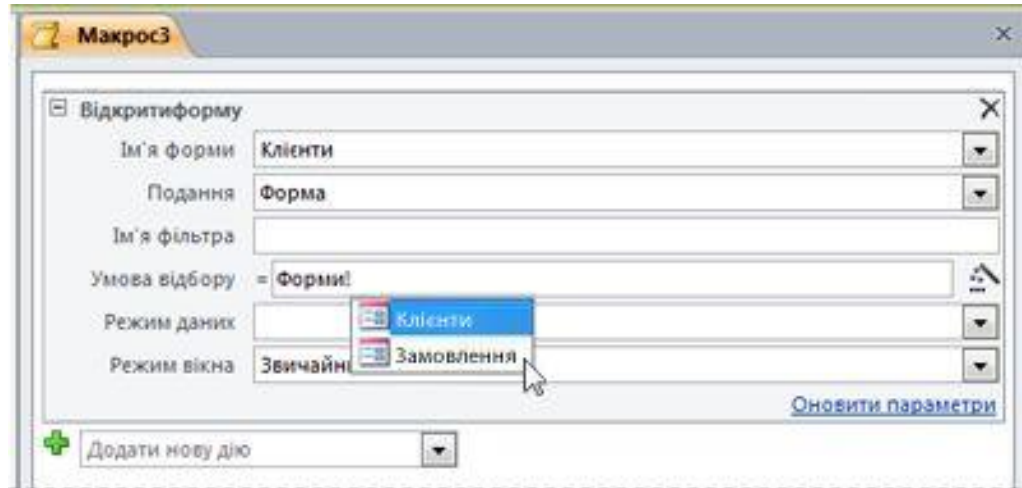 Макрос3
Відкритиформу
Ім'я форми Клієнти
Подання Форма
Ім'я фільтра
Умова відбору = Форми!
Клієнти
Режим даних
Замовлення
Режим вікна Звичайн
Оновити параметри
Додати нову дію